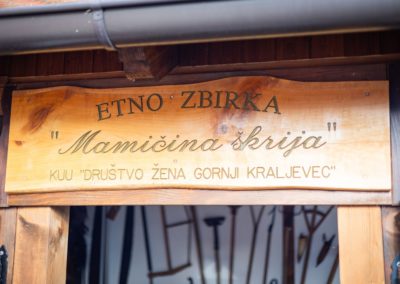 ETNO ZBIRKA
"Mamičina škrija"
KUU "DRUŠTVO ŽENA GORNJI KRALJEVEC"